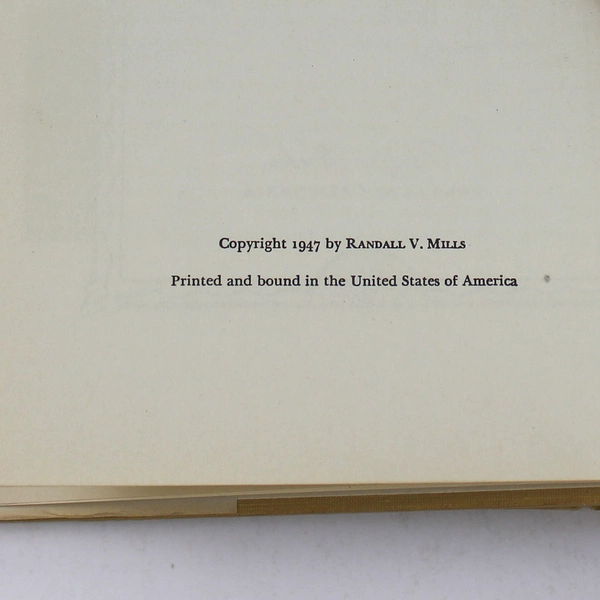 Copyright 1947 by RANDALL V. MILLS
Printed and bound in the United States of America